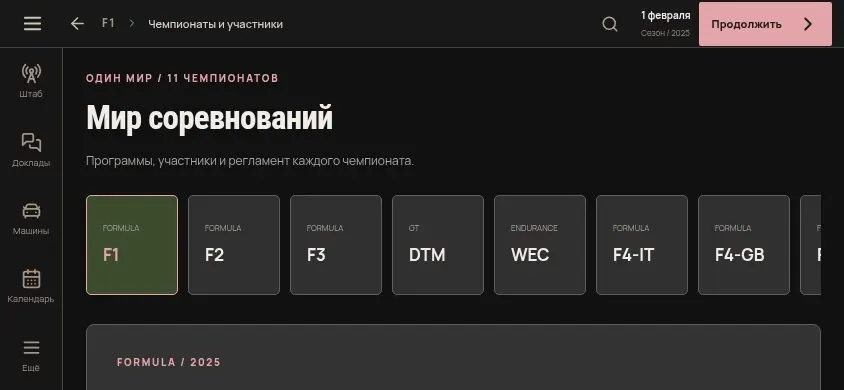 F1 > Чемпионаты и участники
1 февраля
Сезон / 2025
Продолжить
Штаб
Доклады
Машины
Календарь
Ещё
ОДИН МИР / 11 ЧЕМПИОНАТОВ
Мир соревнований
Программы, участники и регламент каждого чемпионата.
FORMULA
F1
FORMULA
F2
FORMULA
F3
GT
DTM
ENDURANCE
WEC
FORMULA
F4-IT
FORMULA
F4-GB
FORMULA / 2025